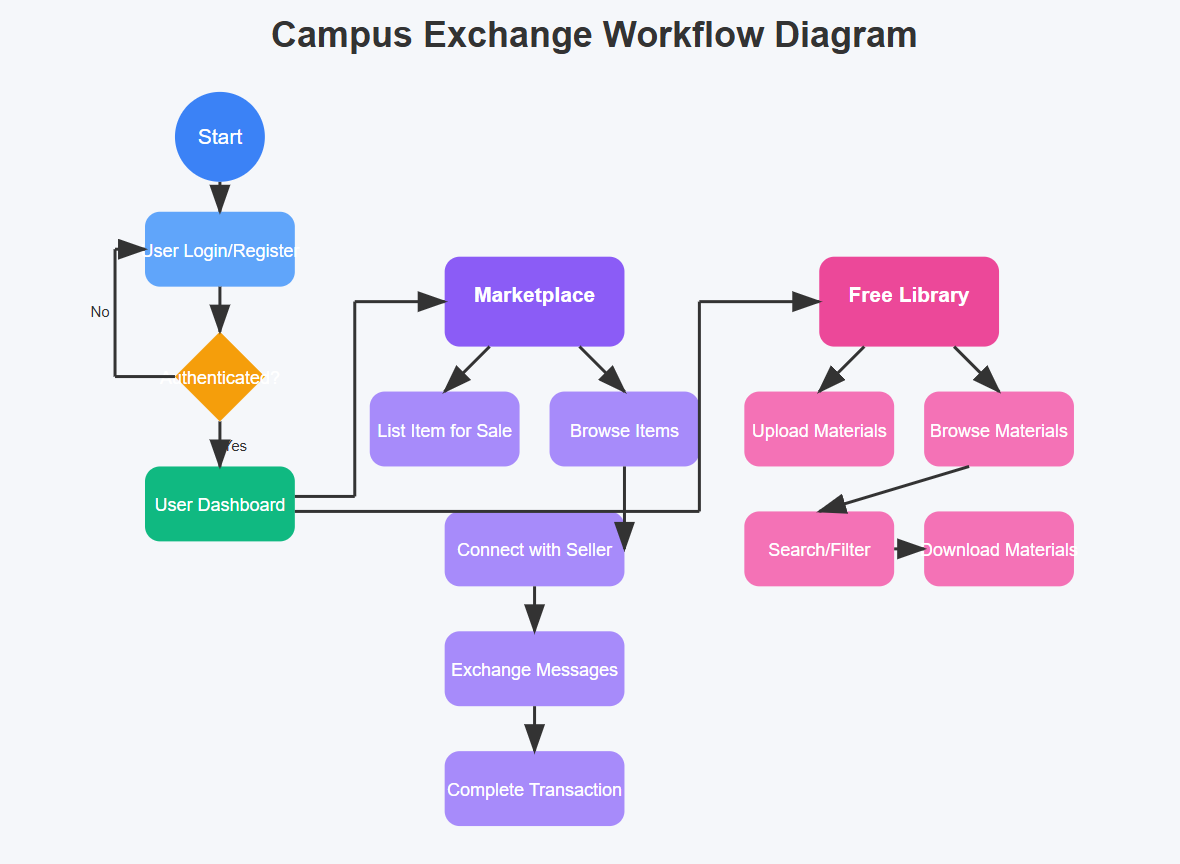 Campus Exchange Workflow Diagram
Start
User Login/Register
No
Authenticated?
Yes
User Dashboard
Marketplace
List Item for Sale
Browse Items
Connect with Seller
Exchange Messages
Complete Transaction
Free Library
Upload Materials
Browse Materials
Search/Filter
Download Materials